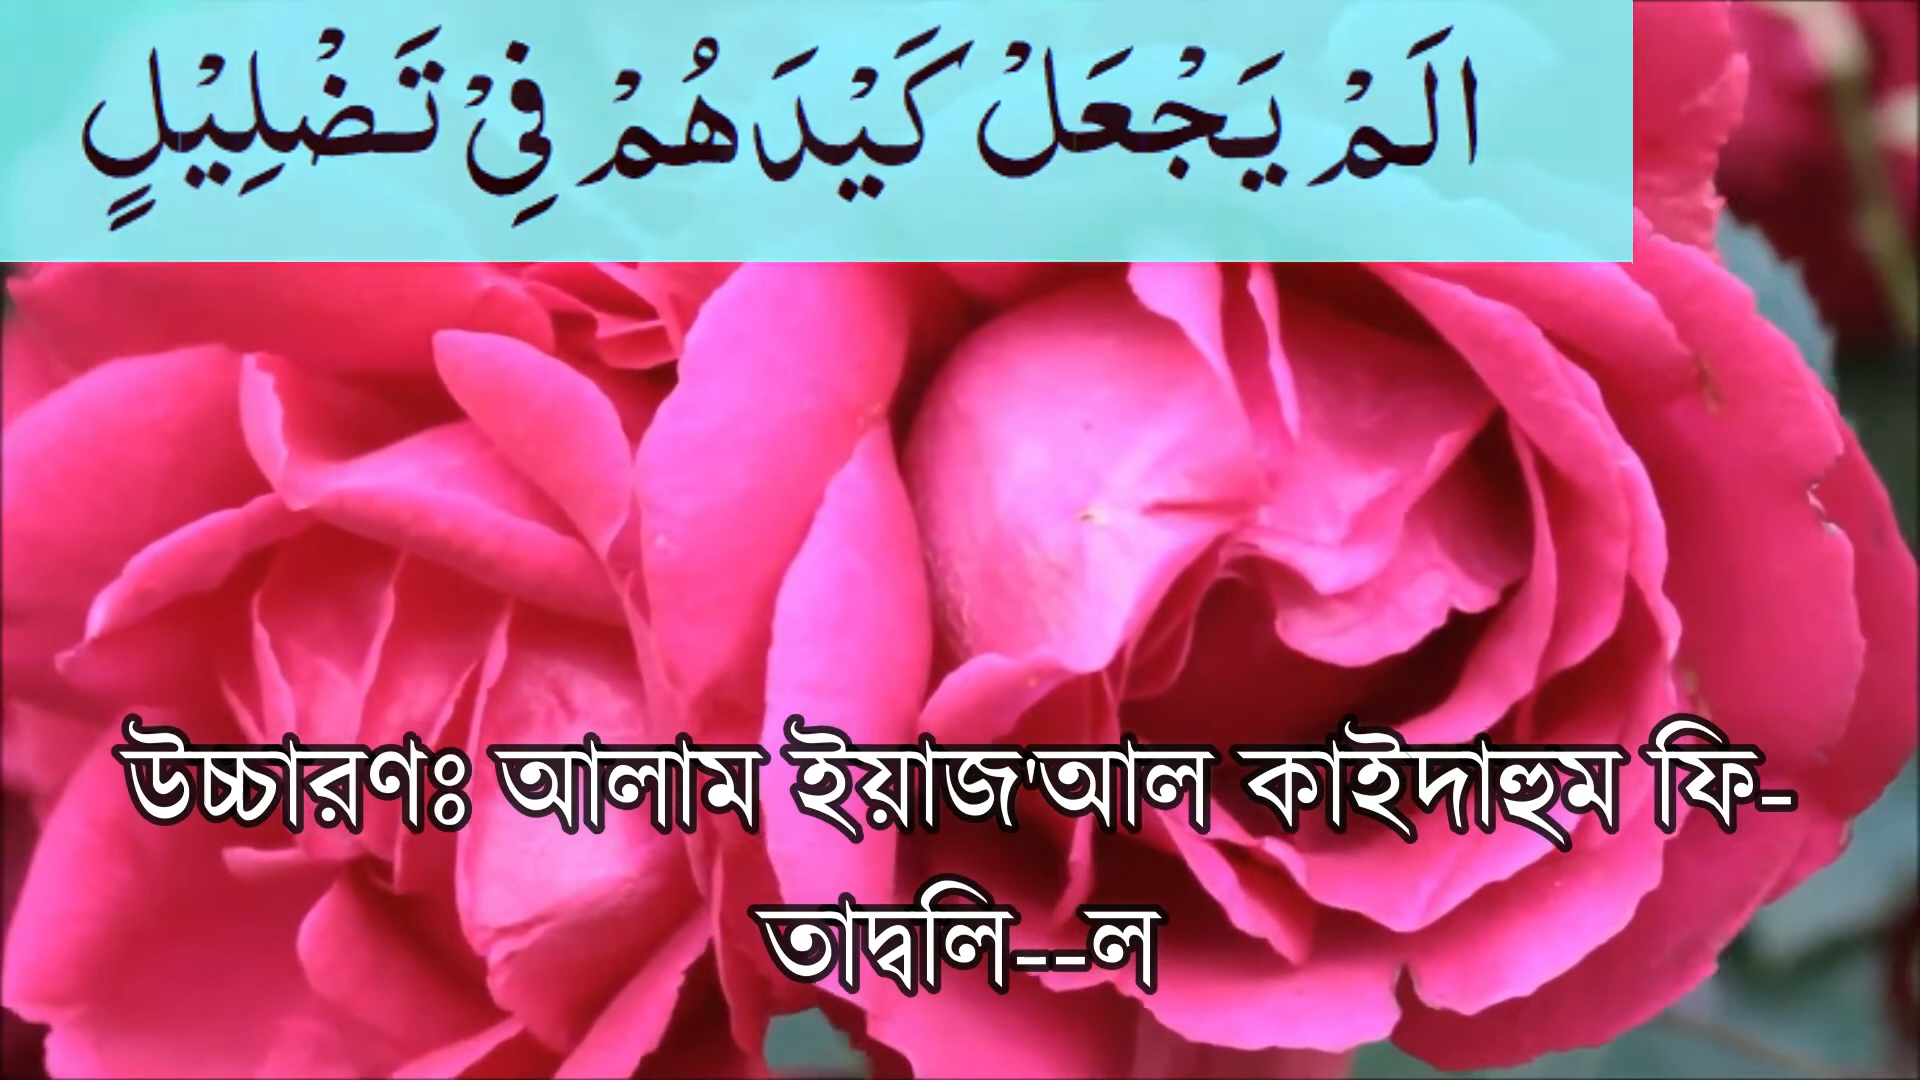 اَلَمْ يَجْعَلْ كَيْدَهُمْ فِيْ تَضْلِيْلٍ
উচ্চারণঃ আলাম ইয়াজ'আল কাইদাহুম ফি-
তাদ্বলি--ল